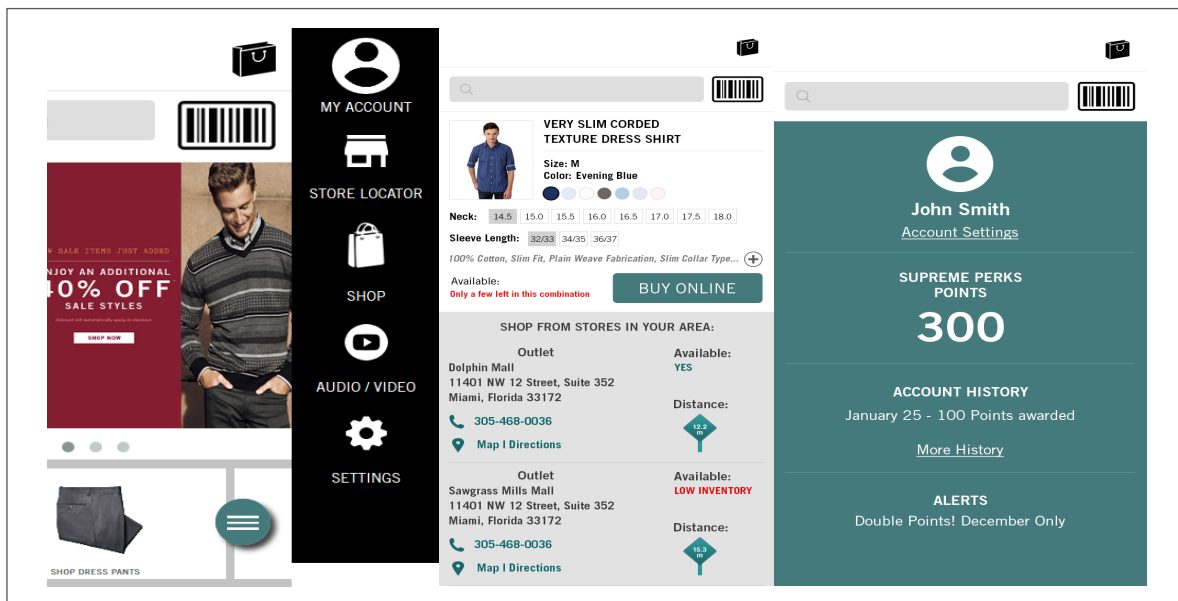 W SALE ITEMS JUST ADDED
NJOY AN ADDITIONAL
40% OFF
SALE STYLES
Discount will automatically apply at checkout.
SHOP NOW
SHOP DRESS PANTS
MY ACCOUNT
STORE LOCATOR
SHOP
AUDIO / VIDEO
SETTINGS
VERY SLIM CORDED
TEXTURE DRESS SHIRT
Size: M
Color: Evening Blue
Neck: 14.5 15.0 15.5 16.0 16.5 17.0 17.5 18.0
Sleeve Length: 32/33 34/35 36/37
100% Cotton, Slim Fit, Plain Weave Fabrication, Slim Collar Type...
Available:
Only a few left in this combination
BUY ONLINE
SHOP FROM STORES IN YOUR AREA:
Outlet
Dolphin Mall
11401 NW 12 Street, Suite 352
Miami, Florida 33172
305-468-0036
Map I Directions
Available:
YES
Distance:
12.2
m
Outlet
Sawgrass Mills Mall
11401 NW 12 Street, Suite 352
Miami, Florida 33172
305-468-0036
Map I Directions
Available:
LOW INVENTORY
Distance:
15.3
m
John Smith
Account Settings
SUPREME PERKS
POINTS
300
ACCOUNT HISTORY
January 25 - 100 Points awarded
More History
ALERTS
Double Points! December Only